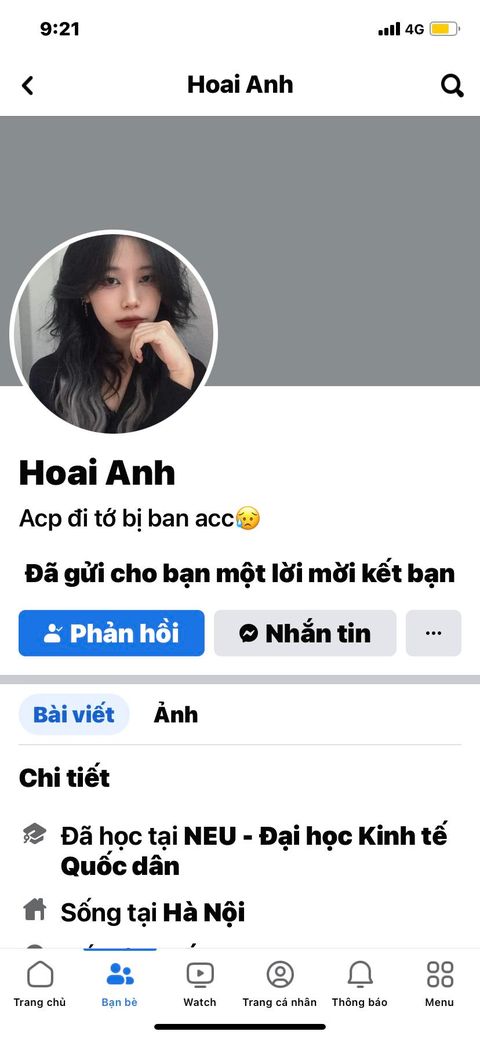 9:21
4G
Hoai Anh
Hoai Anh
Acp đi tớ bị ban acc😥
Đã gửi cho bạn một lời mời kết bạn
Phản hồi
Nhắn tin
Bài viết
Ảnh
Chi tiết
Đã học tại NEU - Đại học Kinh tế
Quốc dân
Sống tại Hà Nội
Trang chủ
Bạn bè
Watch
Trang cá nhân
Thông báo
Menu